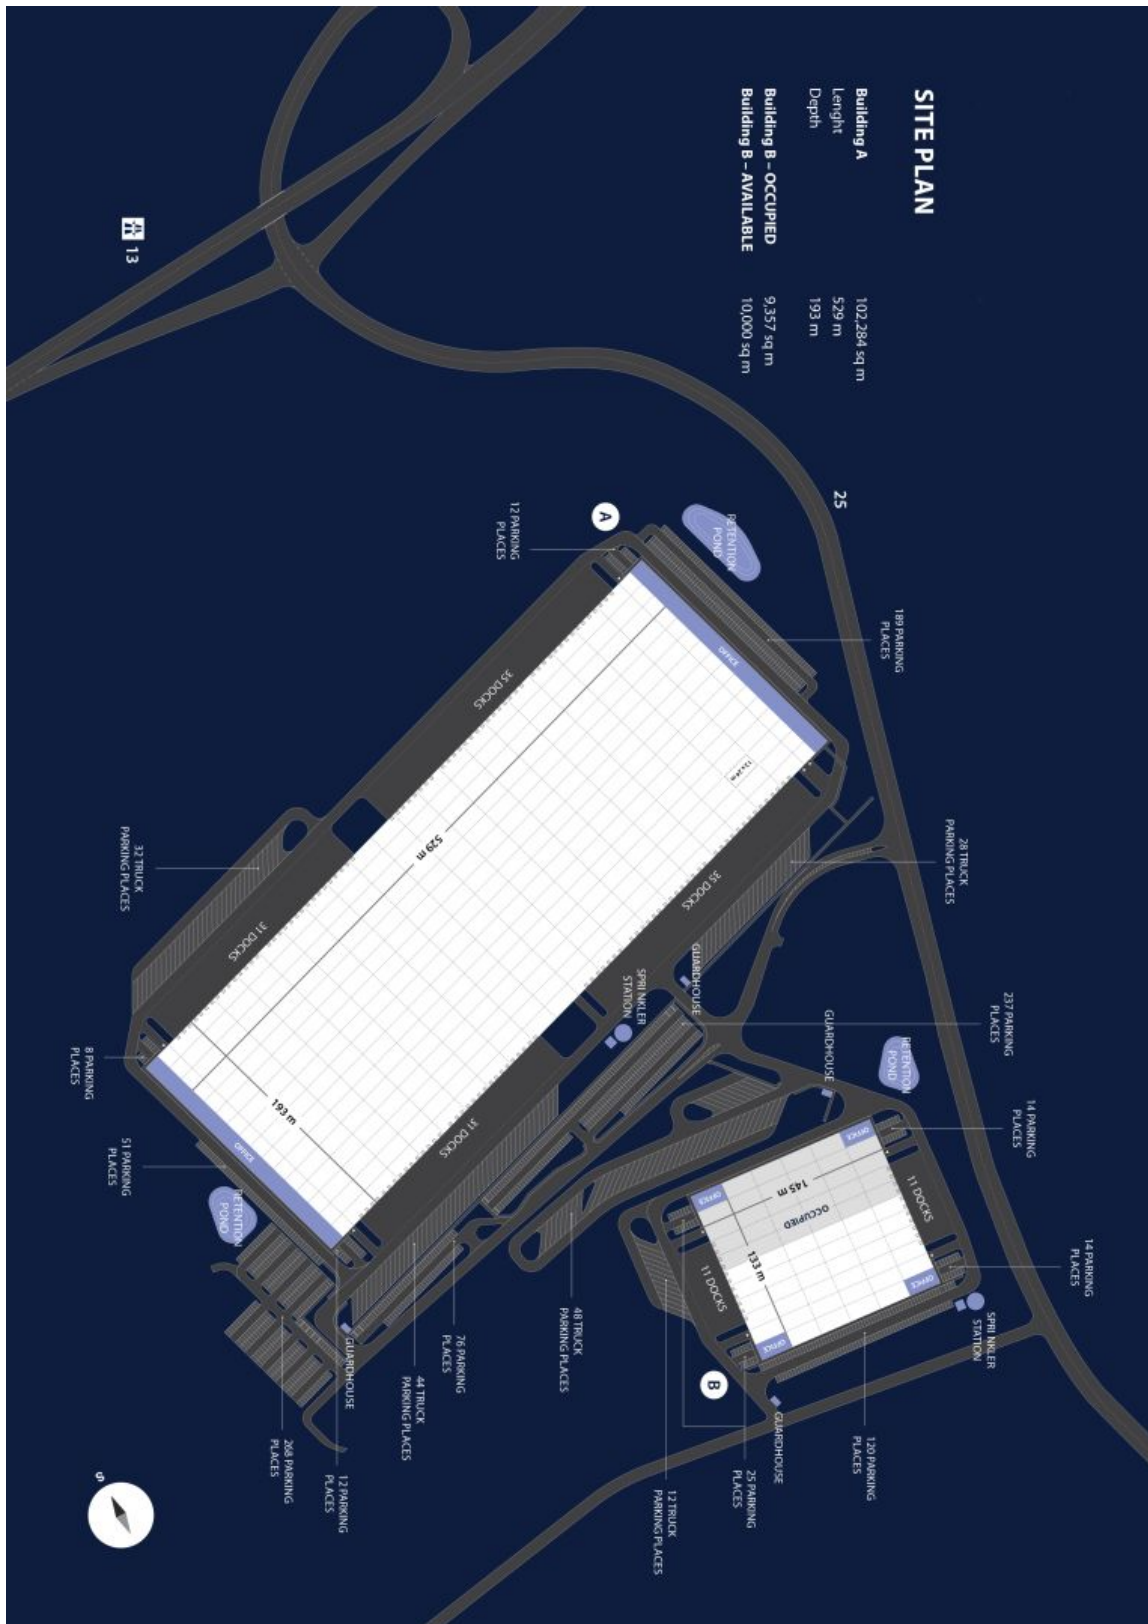 SITE PLAN
Building A 102,284 sq m
Lenght 529 m
Depth 193 m
Building B – OCCUPIED 9,357 sq m
Building B – AVAILABLE 10,000 sq m
13
25
A
RETENTION
POND
12 PARKING
PLACES
189 PARKING
PLACES
OFFICE
35 DOCKS
12 x 24 m
529 m
35 DOCKS
28 TRUCK
PARKING PLACES
32 TRUCK
PARKING PLACES
31 DOCKS
GUARDHOUSE
SPRINKLER
STATION
237 PARKING
PLACES
GUARDHOUSE
RETENTION
POND
8 PARKING
PLACES
193 m
31 DOCKS
14 PARKING
PLACES
OFFICE
OFFICE
145 m
OCCUPIED
11 DOCKS
51 PARKING
PLACES
OFFICE
RETENTION
POND
133 m
11 DOCKS
OFFICE
OFFICE
14 PARKING
PLACES
SPRINKLER
STATION
GUARDHOUSE
48 TRUCK
PARKING PLACES
76 PARKING
PLACES
44 TRUCK
PARKING PLACES
B
GUARDHOUSE
120 PARKING
PLACES
25 PARKING
PLACES
12 TRUCK
PARKING PLACES
12 PARKING
PLACES
268 PARKING
PLACES
S